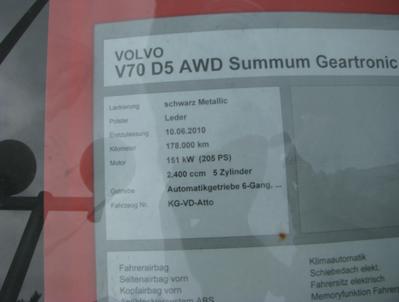 VOLVO
V70 D5 AWD Summum Geartronic
Lackierung schwarz Metallic
Polster Leder
Erstzulassung 10.06.2010
Kilometer 178.000 km
Motor 151 kW (205 PS)
2.400 ccm 5 Zylinder
Getriebe Automatikgetriebe 6-Gang, ...
Fahrzeug Nr. KG-VD-Atto
Fahrerairbag
Seitenairbag vorn
Kopfairbag vorn
ABS
Klimaautomatik
Schiebedach elekt.
Fahrersitz elektrisch
Memoryfunktion